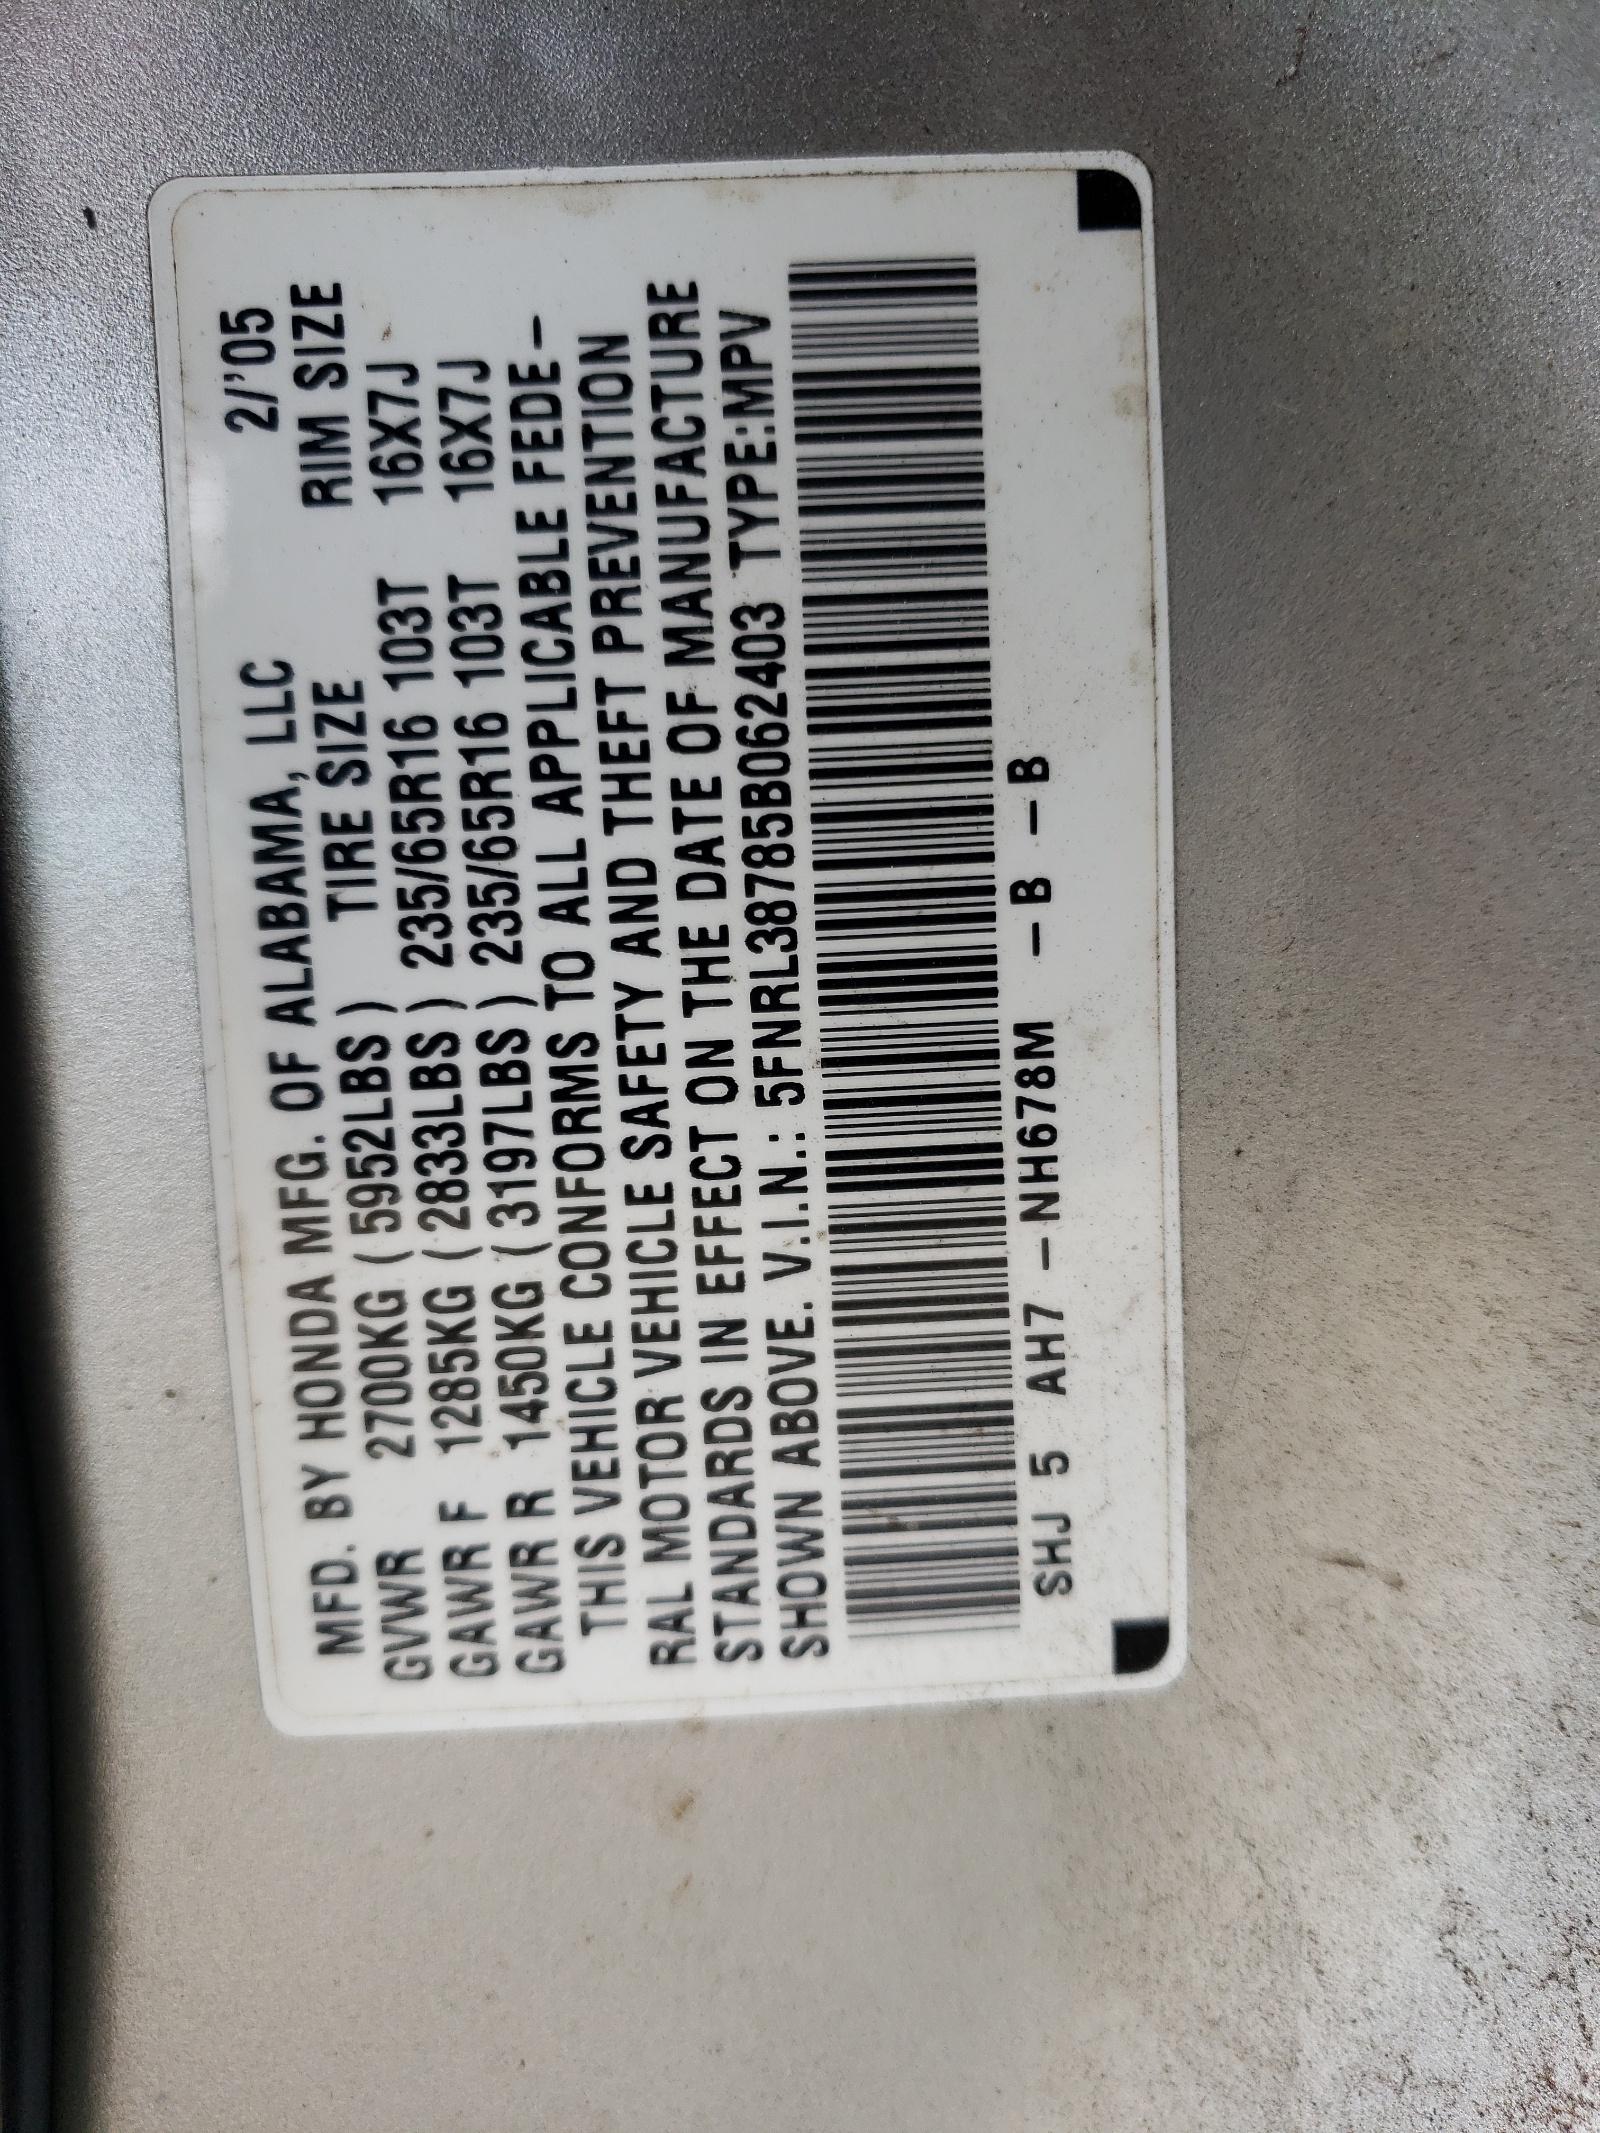 MFD. BY HONDA MFG. OF ALABAMA, LLC 2/'05
TIRE SIZE RIM SIZE
GVWR 2700KG (5952LBS)
GAWR F 1285KG (2833LBS) 235/65R16 103T 16X7J
GAWR R 1450KG (3197LBS) 235/65R16 103T 16X7J
THIS VEHICLE CONFORMS TO ALL APPLICABLE FEDE-
RAL MOTOR VEHICLE SAFETY AND THEFT PREVENTION
STANDARDS IN EFFECT ON THE DATE OF MANUFACTURE
SHOWN ABOVE. V.I.N.: 5FNRL38785B062403 TYPE:MPV
SHJ 5 AH7 -NH678M -B -B